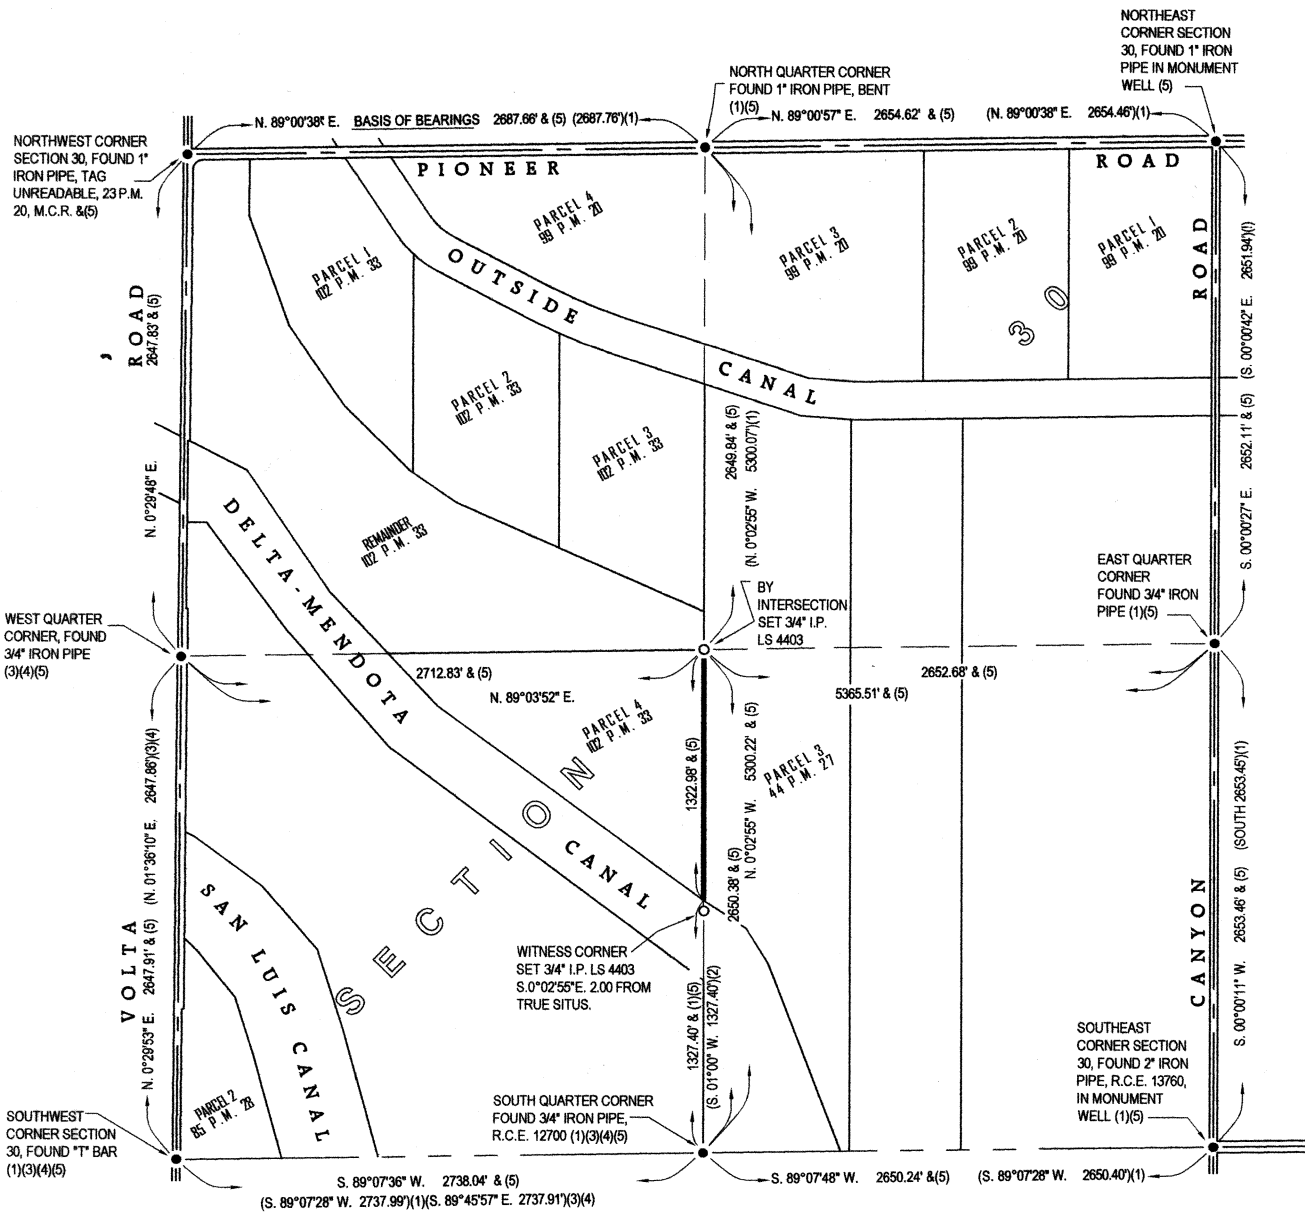 NORTHEAST
CORNER SECTION
30, FOUND 1" IRON
PIPE IN MONUMENT
WELL (5)
NORTH QUARTER CORNER
FOUND 1" IRON PIPE, BENT
(1)(5)
N. 89°00'38" E. BASIS OF BEARINGS 2687.66' & (5) (2687.76')(1)
N. 89°00'57" E. 2654.62' & (5) (N. 89°00'38" E. 2654.46')(1)
NORTHWEST CORNER
SECTION 30, FOUND 1"
IRON PIPE, TAG
UNREADABLE, 23 P.M.
20, M.C.R. &(5)
PIONEER
ROAD
PARCEL 4
99 P.M. 20
PARCEL 3
99 P.M. 20
PARCEL 2
99 P.M. 20
PARCEL 1
99 P.M. 20
PARCEL 1
102 P.M. 33
OUTSIDE
CANAL
30
ROAD
(S. 00°00'42" E. 2651.94')(1)
S. 00°00'27" E. 2652.11' & (5)
ROAD
2647.83' & (5)
N. 0°29'46" E.
PARCEL 2
102 P.M. 33
PARCEL 3
102 P.M. 33
2649.84' & (5)
(N. 0°02'55" W. 5300.07')(1)
REMAINDER
102 P.M. 33
DELTA-MENDOTA
CANAL
BY
INTERSECTION
SET 3/4" I.P.
LS 4403
EAST QUARTER
CORNER
FOUND 3/4" IRON
PIPE (1)(5)
WEST QUARTER
CORNER, FOUND
3/4" IRON PIPE
(3)(4)(5)
2712.83' & (5)
N. 89°03'52" E.
2652.68' & (5)
5365.51' & (5)
PARCEL 4
102 P.M. 33
PARCEL 3
44 P.M. 27
1322.98' & (5)
N. 0°02'55" W. 5300.22' & (5)
2650.38' & (5)
SECTION
VOLTA
N. 0°29'53" E. 2647.91' & (5) (N. 01°36'10" E. 2647.86')(3)(4)
SAN LUIS CANAL
CANYON
S. 00°00'11" W. 2653.46' & (5) (SOUTH 2653.45')(1)
WITNESS CORNER
SET 3/4" I.P. LS 4403
S.0°02'55"E. 2.00 FROM
TRUE SITUS.
1327.40' & (1)(5)
(S. 01°00" W. 1327.40')(2)
PARCEL 2
85 P.M. 28
SOUTHWEST
CORNER SECTION
30, FOUND "T" BAR
(1)(3)(4)(5)
SOUTH QUARTER CORNER
FOUND 3/4" IRON PIPE,
R.C.E. 12700 (1)(3)(4)(5)
SOUTHEAST
CORNER SECTION
30, FOUND 2" IRON
PIPE, R.C.E. 13760,
IN MONUMENT
WELL (1)(5)
S. 89°07'36" W. 2738.04' & (5)
(S. 89°07'28" W. 2737.99')(1)(S. 89°45'57" E. 2737.91')(3)(4)
S. 89°07'48" W. 2650.24' &(5) (S. 89°07'28" W. 2650.40')(1)